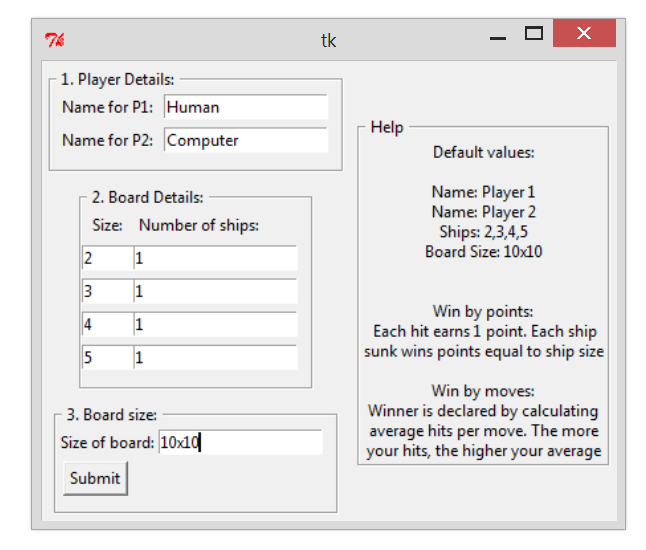 Tk
tk
1. Player Details:
Name for P1: Human
Name for P2: Computer
2. Board Details:
Size: Number of ships:
2 1
3 1
4 1
5 1
3. Board size:
Size of board: 10x10
Submit
Help
Default values:
Name: Player 1
Name: Player 2
Ships: 2,3,4,5
Board Size: 10x10
Win by points:
Each hit earns 1 point. Each ship
sunk wins points equal to ship size
Win by moves:
Winner is declared by calculating
average hits per move. The more
your hits, the higher your average